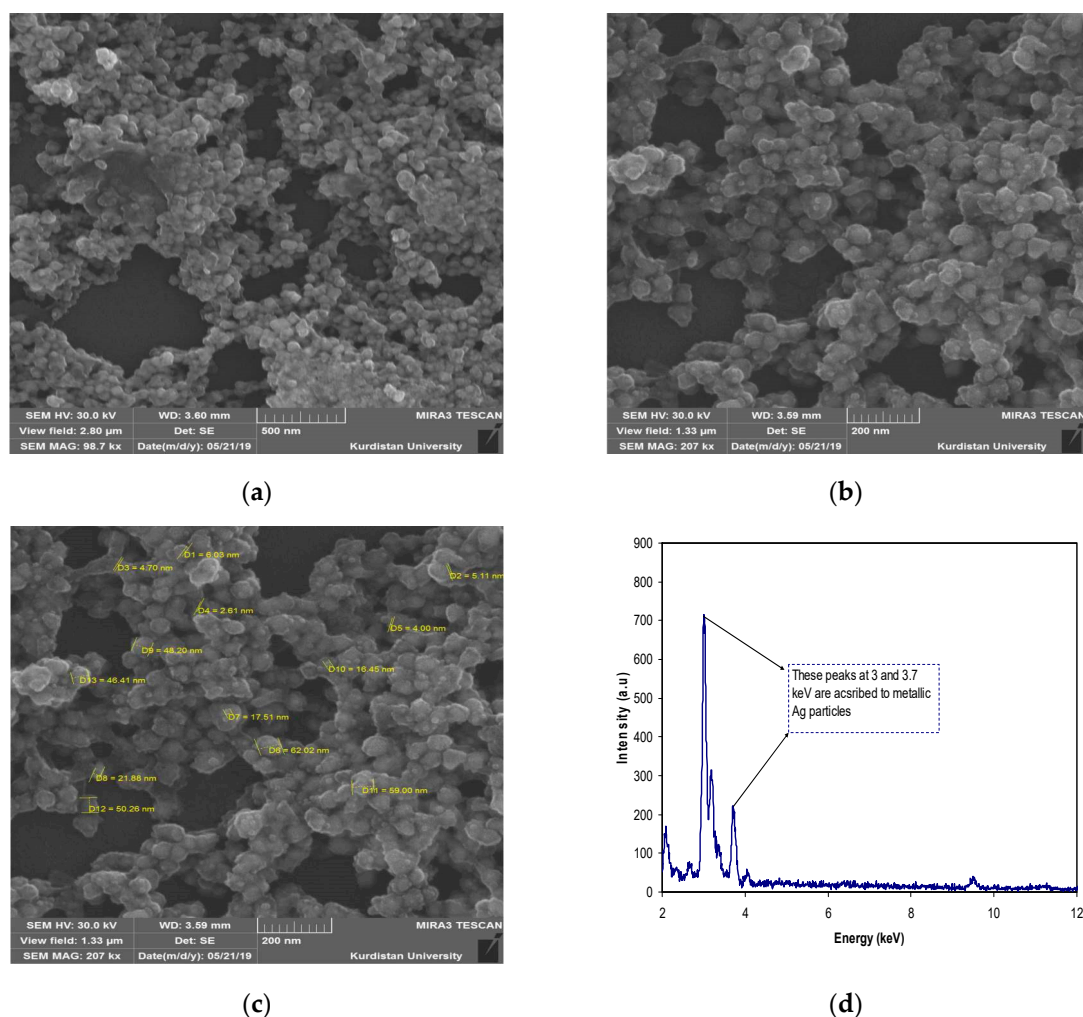 SEM HV: 30.0 kV WD: 3.60 mm MIRA3 TESCAN
View field: 2.80 µm Det: SE 500 nm
SEM MAG: 98.7 kx Date(m/d/y): 05/21/19 Kurdistan University
(a)
SEM HV: 30.0 kV WD: 3.59 mm MIRA3 TESCAN
View field: 1.33 µm Det: SE 200 nm
SEM MAG: 207 kx Date(m/d/y): 05/21/19 Kurdistan University
(b)
D1 = 6.03 nm
D3 = 4.70 nm
D2 = 5.11 nm
D4 = 2.61 nm
D5 = 4.00 nm
D9 = 48.20 nm
D10 = 16.45 nm
D13 = 46.41 nm
D7 = 17.51 nm
D6 = 62.02 nm
D8 = 21.88 nm
D11 = 59.00 nm
D12 = 50.26 nm
SEM HV: 30.0 kV WD: 3.59 mm MIRA3 TESCAN
View field: 1.33 µm Det: SE 200 nm
SEM MAG: 207 kx Date(m/d/y): 05/21/19 Kurdistan University
(c)
900
800
700
600
500
400
300
200
100
0
Intensity (a.u)
These peaks at 3 and 3.7
keV are acsribed to metallic
Ag particles
2 4 6 8 10 12
Energy (keV)
(d)